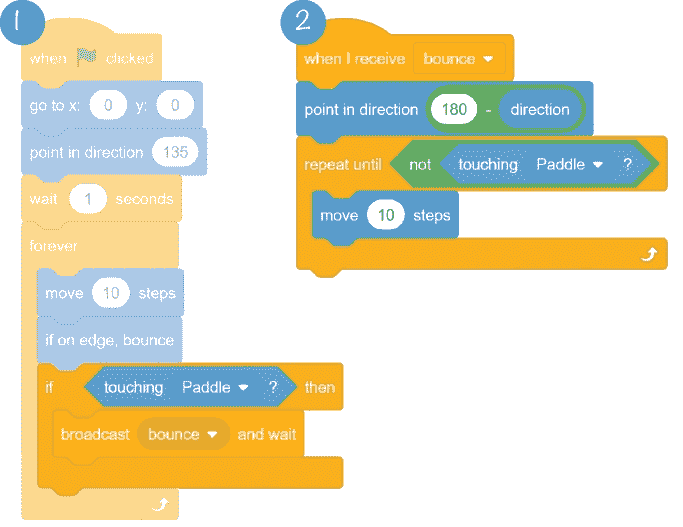 1
when clicked
go to x: 0 y: 0
point in direction 135
wait 1 seconds
forever
move 10 steps
if on edge, bounce
if touching Paddle ? then
broadcast bounce and wait
2
when I receive bounce
point in direction 180 - direction
repeat until not touching Paddle ?
move 10 steps